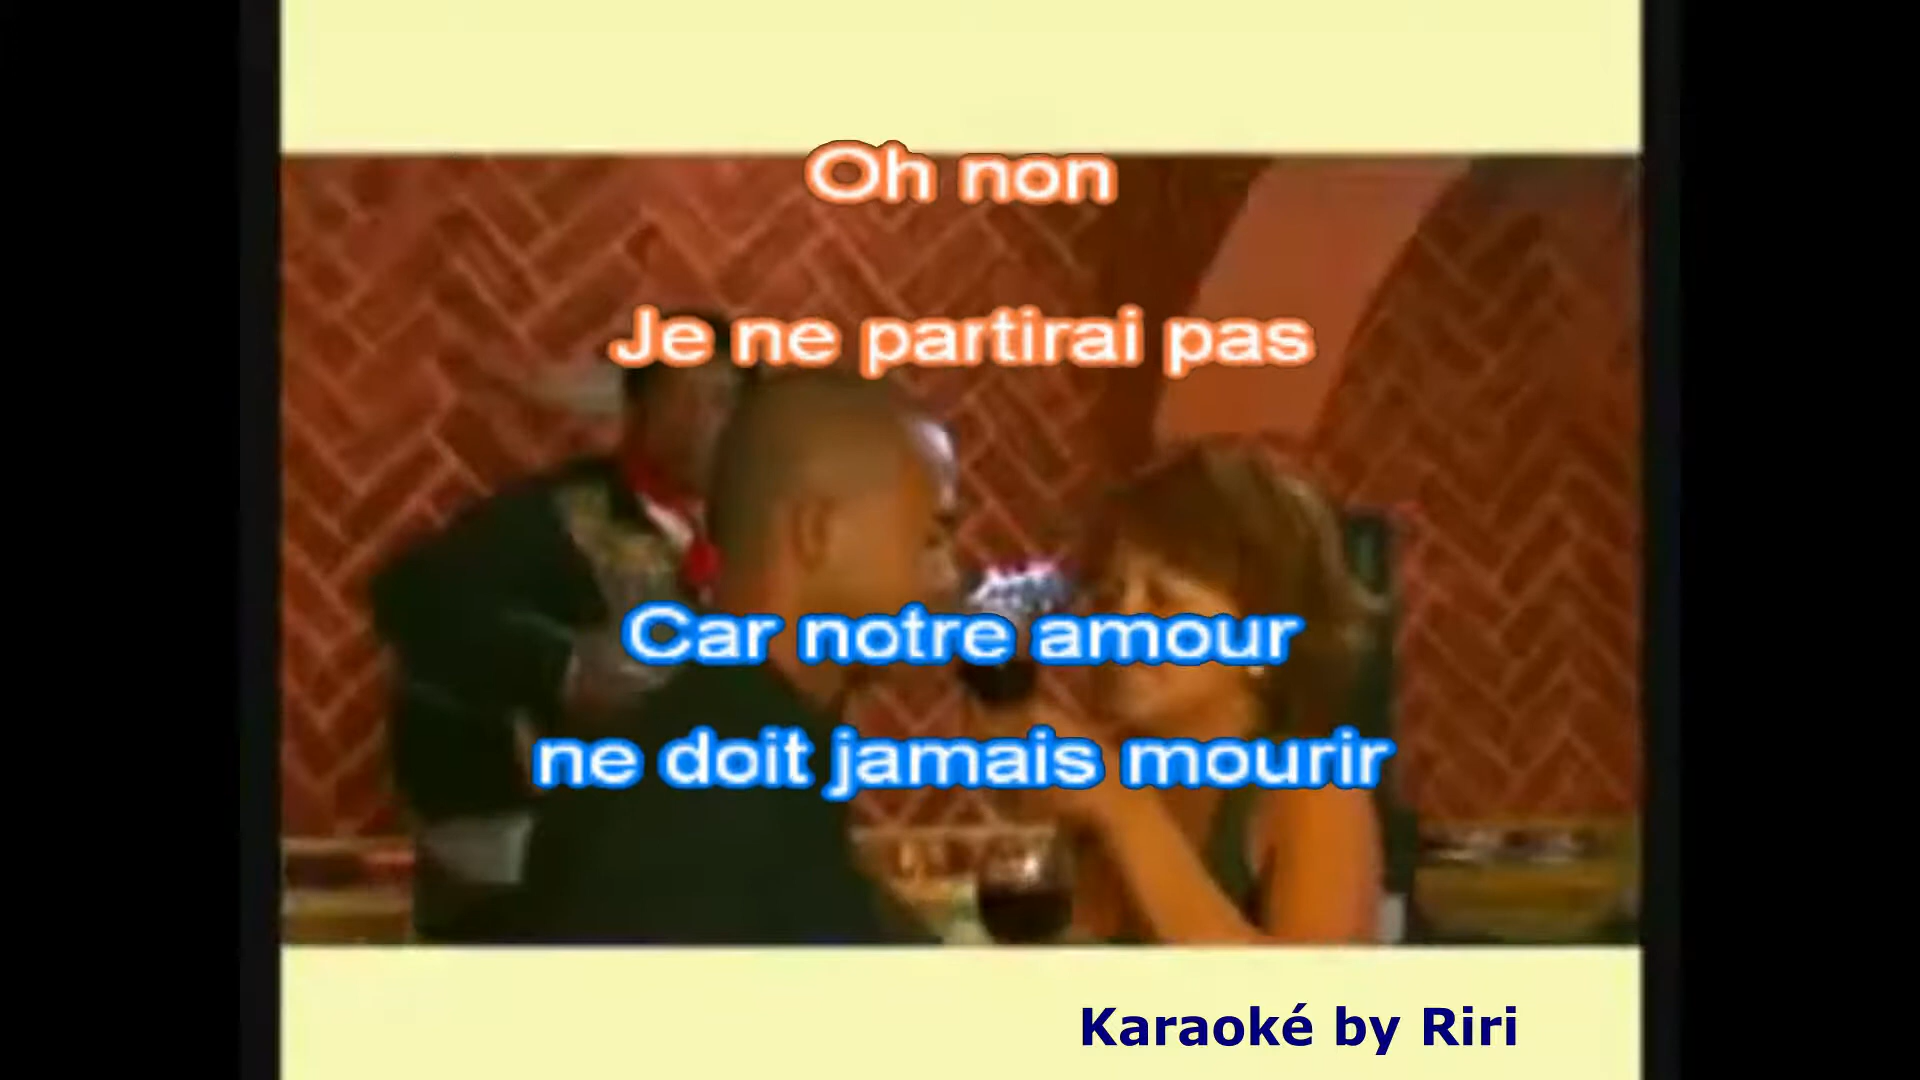 Oh non
Je ne partirai pas
Car notre amour
ne doit jamais mourir
Karaoké by Riri